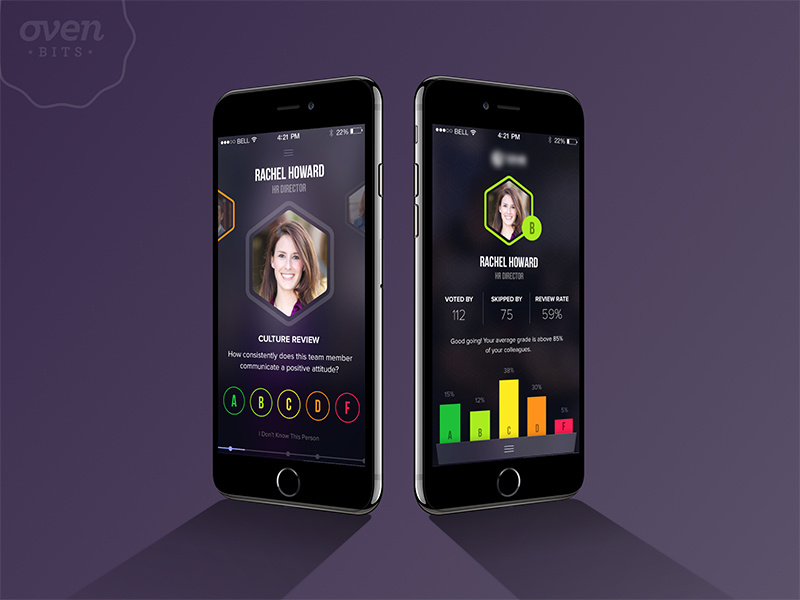 oven
• BITS •
BELL 4:21 PM 22%
RACHEL HOWARD
HR DIRECTOR
CULTURE REVIEW
How consistently does this team member
communicate a positive attitude?
A B C D F
I Don't Know This Person
BELL 4:21 PM 22%
B
RACHEL HOWARD
HR DIRECTOR
VOTED BY SKIPPED BY REVIEW RATE
112 75 59%
Good going! Your average grade is above 85%
of your colleagues.
15% 12% 38% 30% 5%
A B C D F